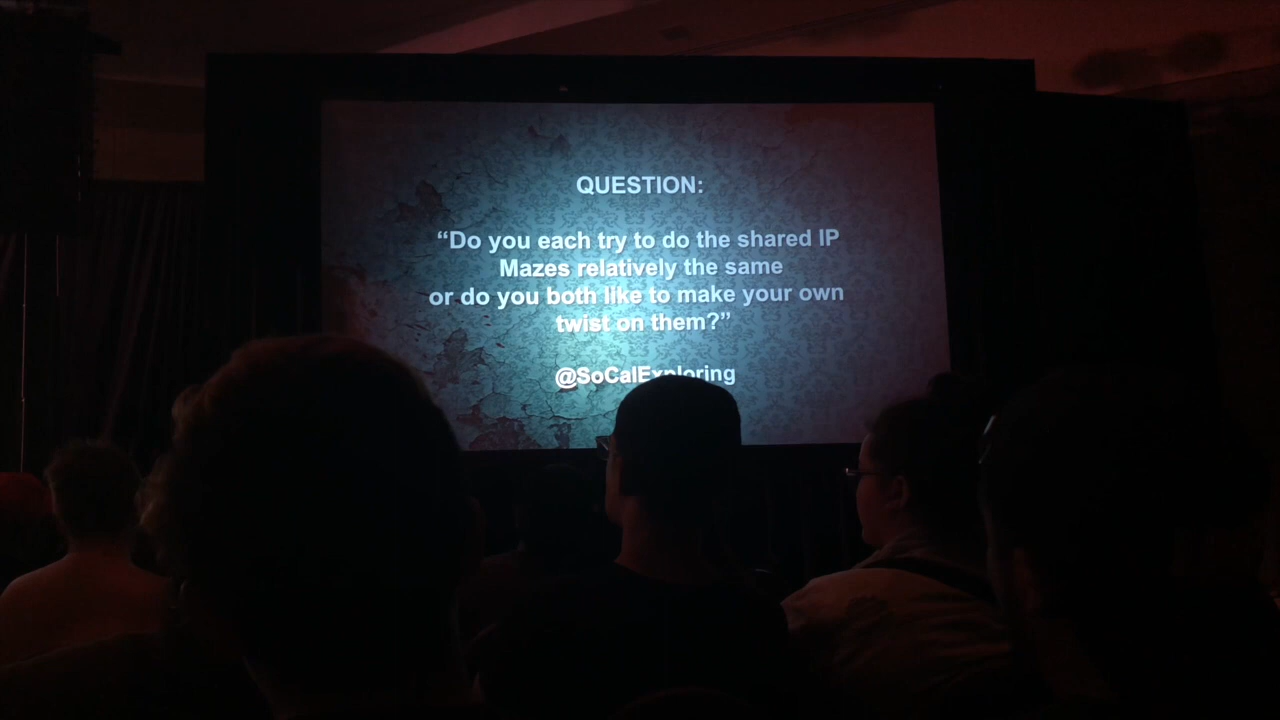 QUESTION:
“Do you each try to do the shared IP
Mazes relatively the same
or do you both like to make your own
twist on them?”
@SoCalExploring